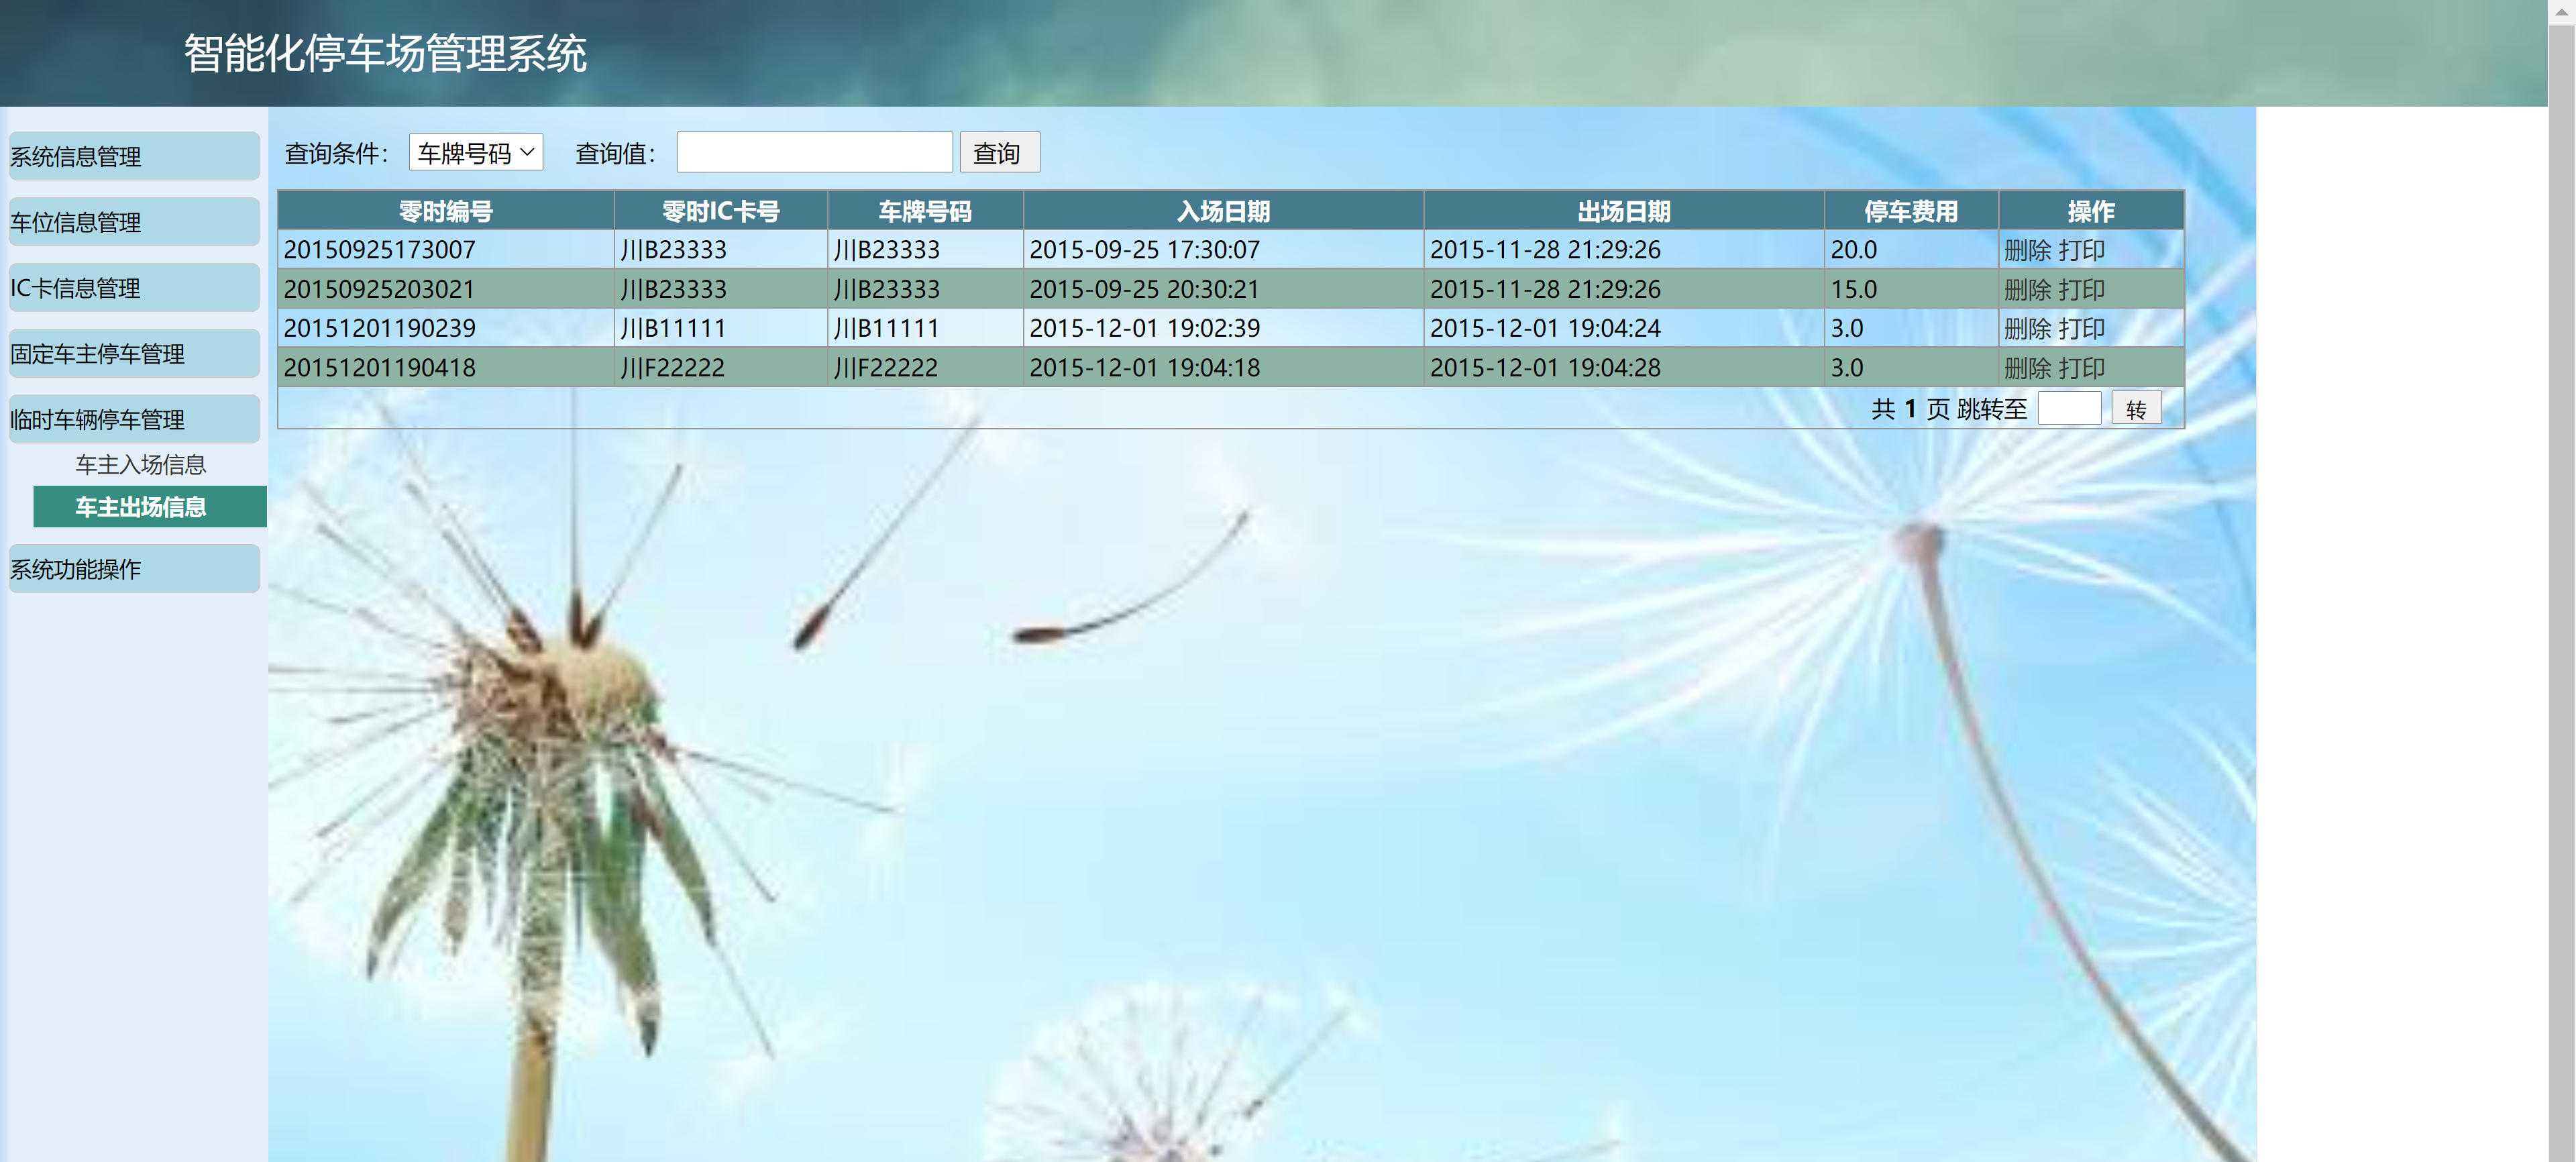 智能化停车场管理系统
系统信息管理
车位信息管理
IC卡信息管理
固定车主停车管理
临时车辆停车管理
车主入场信息
车主出场信息
系统功能操作
查询条件： 车牌号码 查询值： 查询
零时编号 零时IC卡号 车牌号码 入场日期 出场日期 停车费用 操作
20150925173007 川B23333 川B23333 2015-09-25 17:30:07 2015-11-28 21:29:26 20.0 删除 打印
20150925203021 川B23333 川B23333 2015-09-25 20:30:21 2015-11-28 21:29:26 15.0 删除 打印
20151201190239 川B11111 川B11111 2015-12-01 19:02:39 2015-12-01 19:04:24 3.0 删除 打印
20151201190418 川F22222 川F22222 2015-12-01 19:04:18 2015-12-01 19:04:28 3.0 删除 打印
共 1 页 跳转至 转